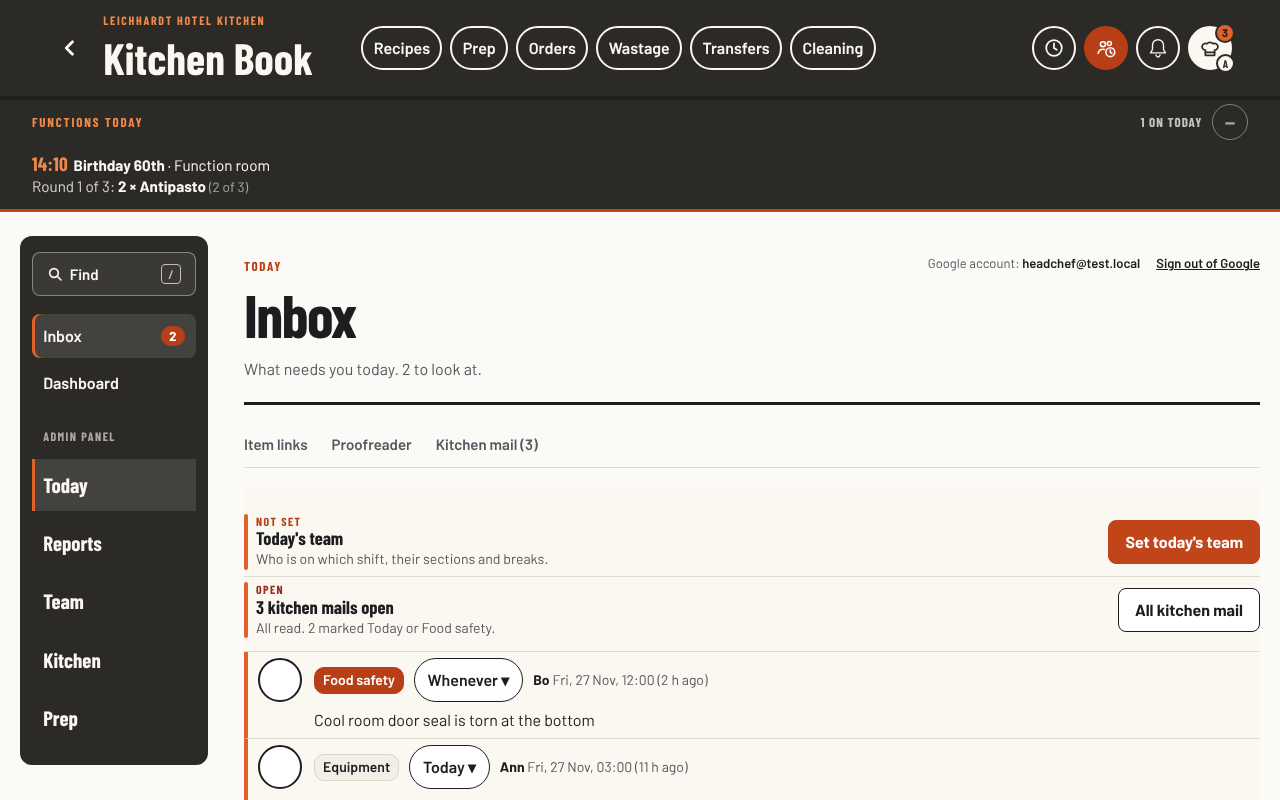 LEICHHARDT HOTEL KITCHEN
Kitchen Book
Recipes
Prep
Orders
Wastage
Transfers
Cleaning
3
A
FUNCTIONS TODAY
1 ON TODAY
–
14:10 Birthday 60th · Function room
Round 1 of 3: 2 × Antipasto (2 of 3)
Find
/
Inbox
2
Dashboard
ADMIN PANEL
Today
Reports
Team
Kitchen
Prep
TODAY
Google account: headchef@test.local
Sign out of Google
Inbox
What needs you today. 2 to look at.
Item links
Proofreader
Kitchen mail (3)
NOT SET
Today's team
Who is on which shift, their sections and breaks.
Set today's team
OPEN
3 kitchen mails open
All read. 2 marked Today or Food safety.
All kitchen mail
Food safety
Whenever ▾
Bo Fri, 27 Nov, 12:00 (2 h ago)
Cool room door seal is torn at the bottom
Equipment
Today ▾
Ann Fri, 27 Nov, 03:00 (11 h ago)